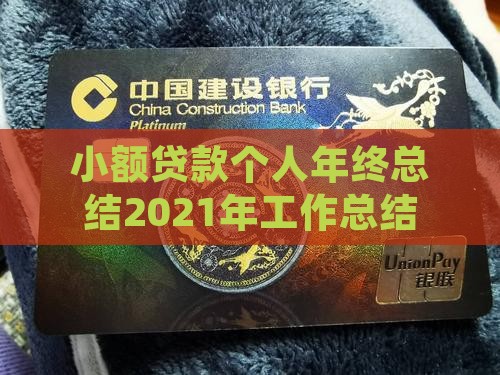 中国建设银行
China Construction Bank
Platinum
小额贷款个人年终总
结2021年工作总结
UnionPay
银联